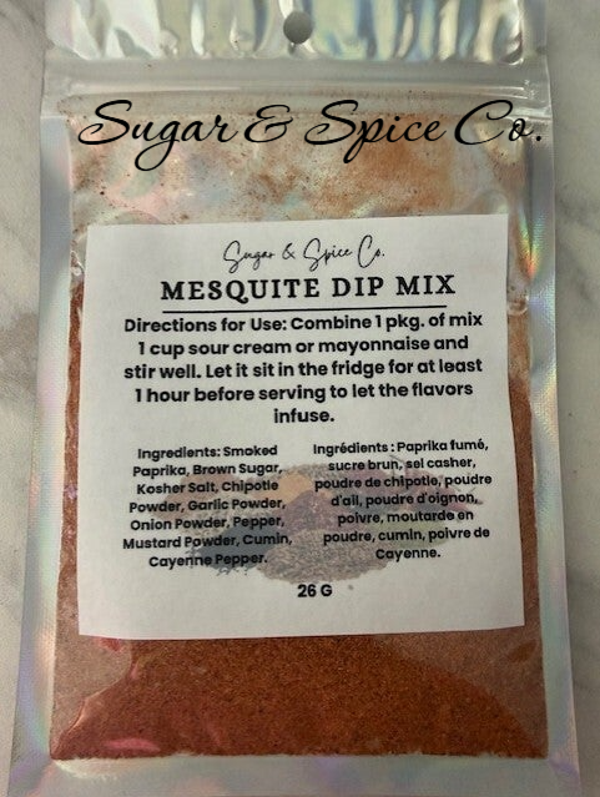 Sugar & Spice Co.
Sugar & Spice Co.
MESQUITE DIP MIX
Directions for Use: Combine 1 pkg. of mix
1 cup sour cream or mayonnaise and
stir well. Let it sit in the fridge for at least
1 hour before serving to let the flavors
infuse.
Ingredients: Smoked
Paprika, Brown Sugar,
Kosher Salt, Chipotle
Powder, Garlic Powder,
Onion Powder, Pepper,
Mustard Powder, Cumin,
Cayenne Pepper.
Ingrédients : Paprika fumé,
sucre brun, sel casher,
poudre de chipotle, poudre
d'ail, poudre d'oignon,
poivre, moutarde en
poudre, cumin, poivre de
Cayenne.
26 G